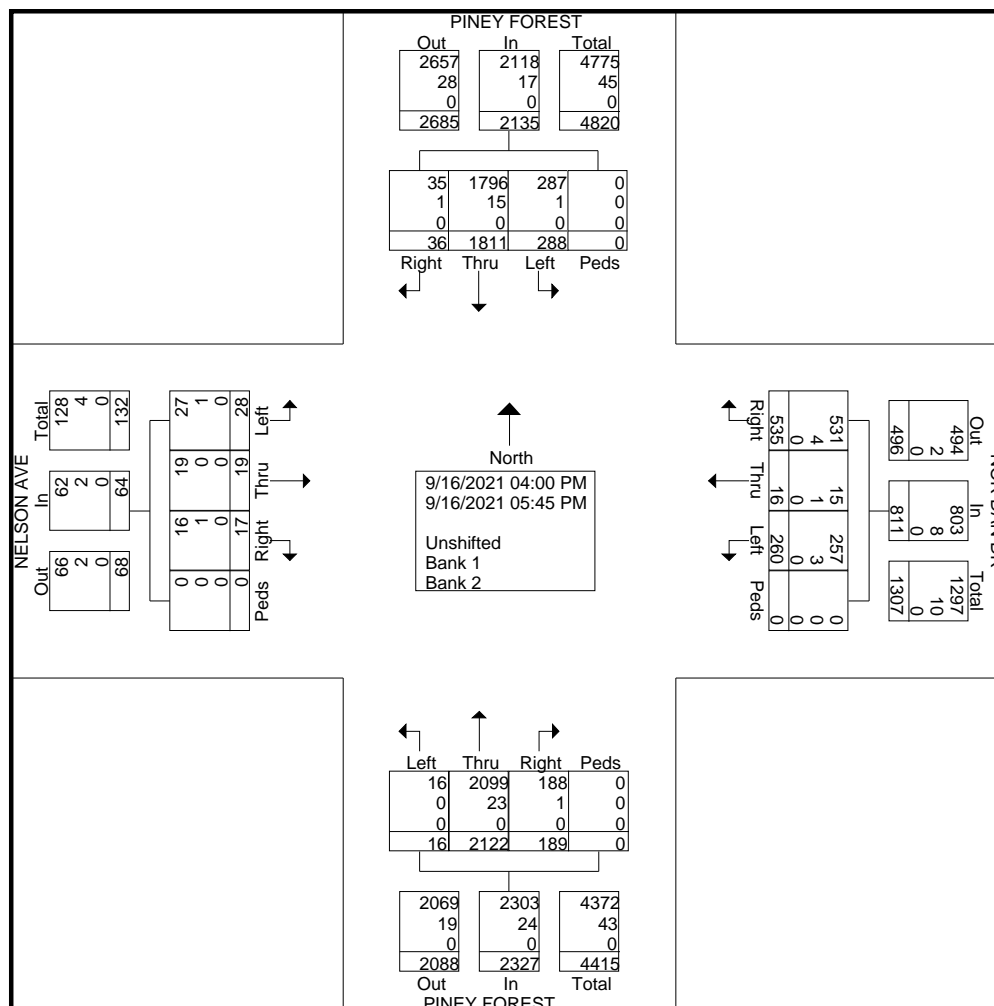 PINEY FOREST
Out In Total
2657 2118 4775
28 17 45
0 0 0
2685 2135 4820
35 1796 287 0
1 15 1 0
0 0 0 0
36 1811 288 0
Right Thru Left Peds
NELSON AVE
Total In Out
128 62 66
4 2 2
0 0 0
132 64 68
27 19 16 0
1 0 1 0
0 0 0 0
28 19 17 0
Left Thru Right Peds
North
9/16/2021 04:00 PM
9/16/2021 05:45 PM
Unshifted
Bank 1
Bank 2
Out In Total
494 803 1297
2 8 10
0 0 0
496 811 1307
531 15 257 0
4 1 3 0
0 0 0 0
535 16 260 0
Right Thru Left Peds
Left Thru Right Peds
16 2099 188 0
0 23 1 0
0 0 0 0
16 2122 189 0
2069 2303 4372
19 24 43
0 0 0
2088 2327 4415
Out In Total
PINEY FOREST